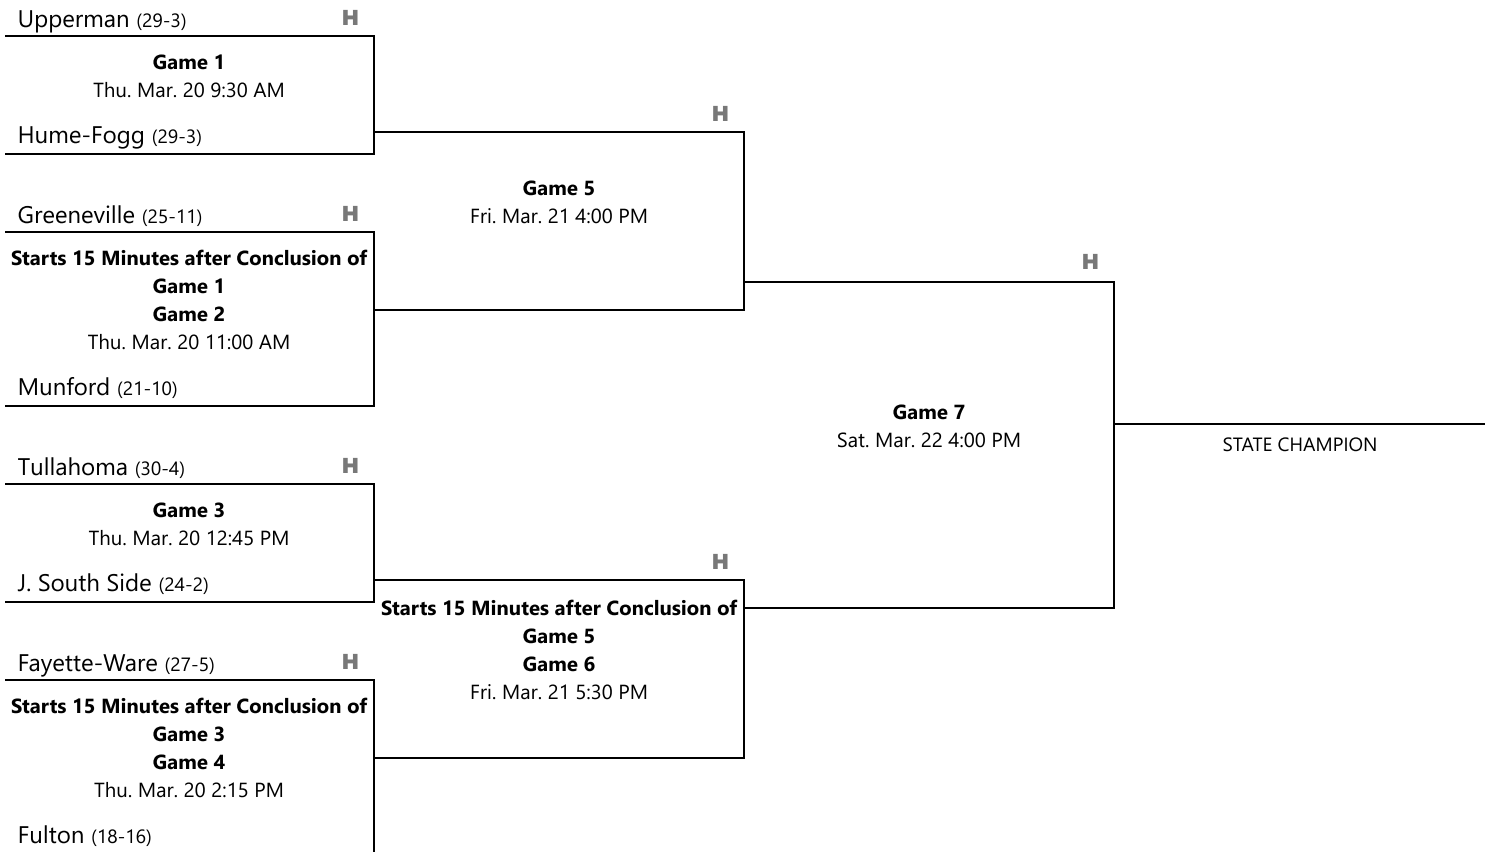 Upperman (29-3) H
Game 1
Thu. Mar. 20 9:30 AM
Hume-Fogg (29-3)
Greeneville (25-11) H
Starts 15 Minutes after Conclusion of
Game 1
Game 2
Thu. Mar. 20 11:00 AM
Munford (21-10)
Tullahoma (30-4) H
Game 3
Thu. Mar. 20 12:45 PM
J. South Side (24-2)
Fayette-Ware (27-5) H
Starts 15 Minutes after Conclusion of
Game 3
Game 4
Thu. Mar. 20 2:15 PM
Fulton (18-16)
H
Game 5
Fri. Mar. 21 4:00 PM
H
Starts 15 Minutes after Conclusion of
Game 5
Game 6
Fri. Mar. 21 5:30 PM
H
Game 7
Sat. Mar. 22 4:00 PM
STATE CHAMPION